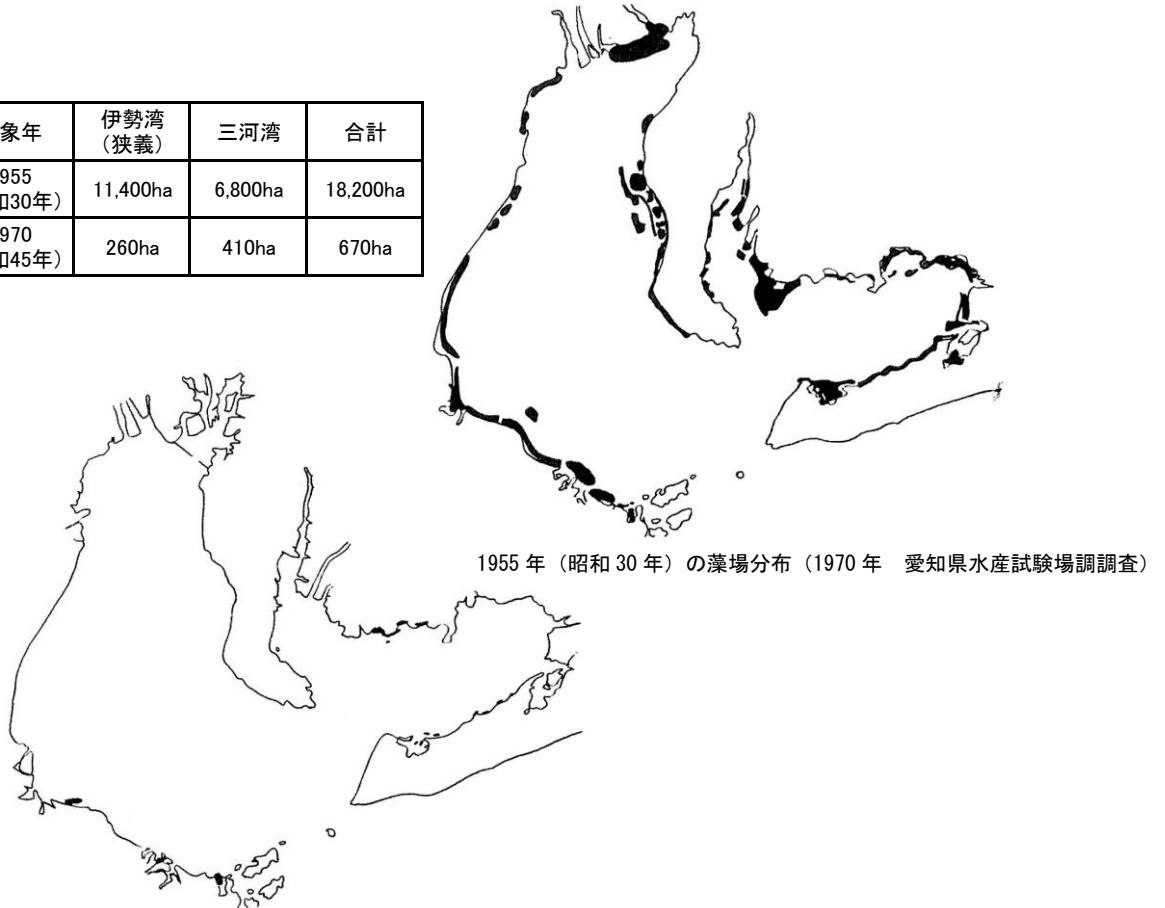 象年
伊勢湾
（狭義）
三河湾
合計
955
和30年）
11,400ha
6,800ha
18,200ha
970
和45年）
260ha
410ha
670ha
1955 年（昭和 30 年）の藻場分布（1970 年　愛知県水産試験場調調査）